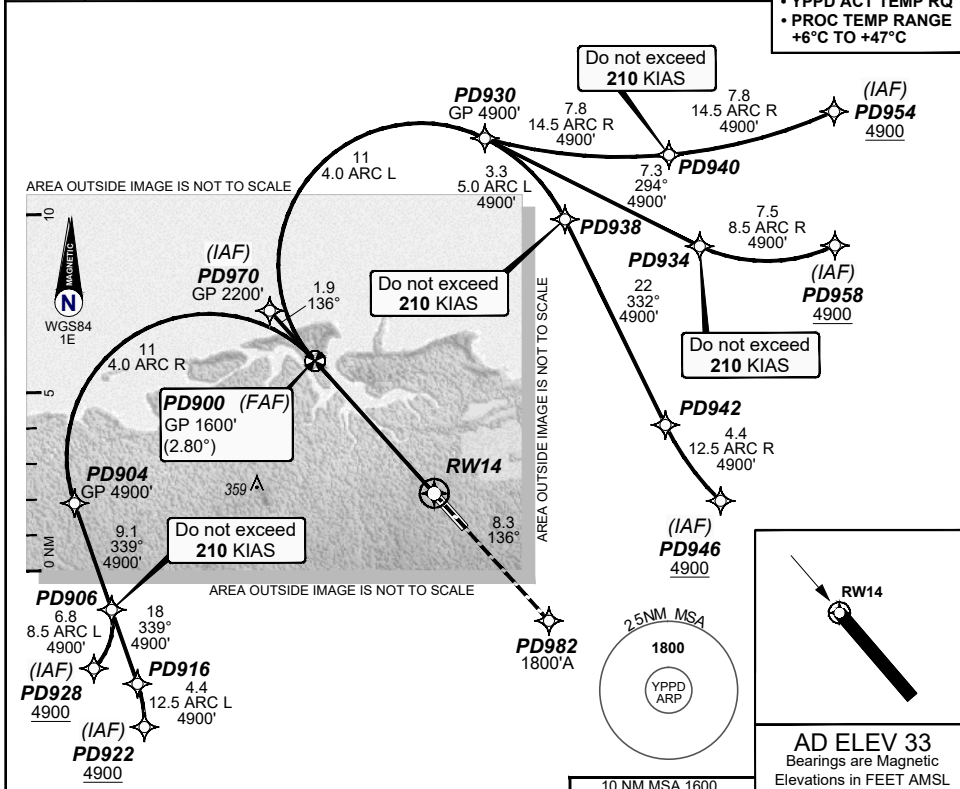 • YPPD ACT TEMP RQ
• PROC TEMP RANGE
+6°C TO +47°C
Do not exceed
210 KIAS
PD930
GP 4900'
7.8
14.5 ARC R
4900'
7.8
14.5 ARC R
4900'
(IAF)
PD954
4900
PD940
11
4.0 ARC L
3.3
5.0 ARC L
4900'
7.3
294°
4900'
AREA OUTSIDE IMAGE IS NOT TO SCALE
10
MAGNETIC
N
WGS84
1E
(IAF)
PD970
GP 2200'
1.9
136°
PD938
Do not exceed
210 KIAS
PD934
7.5
8.5 ARC R
4900'
(IAF)
PD958
4900
22
332°
4900'
Do not exceed
210 KIAS
AREA OUTSIDE IMAGE IS NOT TO SCALE
11
4.0 ARC R
5
PD900 (FAF)
GP 1600'
(2.80°)
PD942
4.4
12.5 ARC R
4900'
RW14
PD904
GP 4900'
359
(IAF)
PD946
4900
9.1
339°
4900'
Do not exceed
210 KIAS
8.3
136°
0 NM
AREA OUTSIDE IMAGE IS NOT TO SCALE
PD906
6.8
8.5 ARC L
4900'
18
339°
4900'
(IAF)
PD928
4900
PD916
4.4
12.5 ARC L
4900'
(IAF)
PD922
4900
PD982
1800'A
25NM MSA
1800
YPPD
ARP
10 NM MSA 1600
RW14
AD ELEV 33
Bearings are Magnetic
Elevations in FEET AMSL